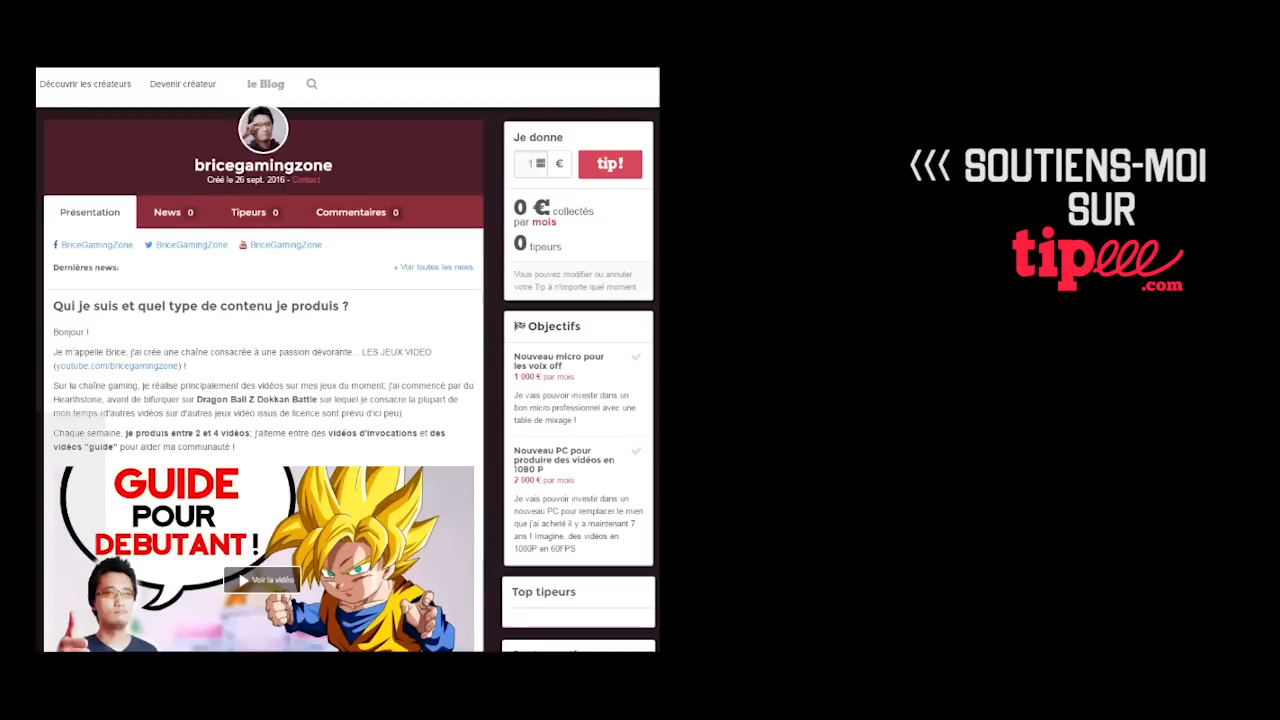 Découvrir les créateurs Devenir créateur le Blog
bricegamingzone
Créé le 26 sept. 2016 - Contact
Présentation News 0 Tipeurs 0 Commentaires 0
BriceGamingZone BriceGamingZone BriceGamingZone
Dernières news: » Voir toutes les news
Qui je suis et quel type de contenu je produis ?
Bonjour !
Je m'appelle Brice, j'ai crée une chaîne consacrée à une passion dévorante... LES JEUX VIDEO
(youtube.com/bricegamingzone) !
Sur la chaîne gaming, je réalise principalement des vidéos sur mes jeux du moment; j'ai commencé par du
Hearthstone, avant de bifurquer sur Dragon Ball Z Dokkan Battle sur lequel je consacre la plupart de
mon temps (d'autres vidéos sur d'autres jeux vidéo issus de licence sont prévu d'ici peu)
Chaque semaine, je produis entre 2 et 4 vidéos; j'alterne entre des vidéos d'invocations et des
vidéos "guide" pour aider ma communauté !
GUIDE
POUR
DEBUTANT !
Voir la vidéo
Je donne
1 € tip!
0 € collectés
par mois
0 tipeurs
Vous pouvez modifier ou annuler
votre Tip à n'importe quel moment
Objectifs
Nouveau micro pour
les voix off
1 000 € par mois
Je vais pouvoir investir dans un
bon micro professionel avec une
table de mixage !
Nouveau PC pour
produire des vidéos en
1080 P
2 000 € par mois
Je vais pouvoir investir dans un
nouveau PC pour remplacer le mien
que j'ai acheté il y a maintenant 7
ans ! Imagine, des vidéos en
1080P en 60FPS
Top tipeurs
<<< SOUTIENS-MOI
SUR
tipeee
.com